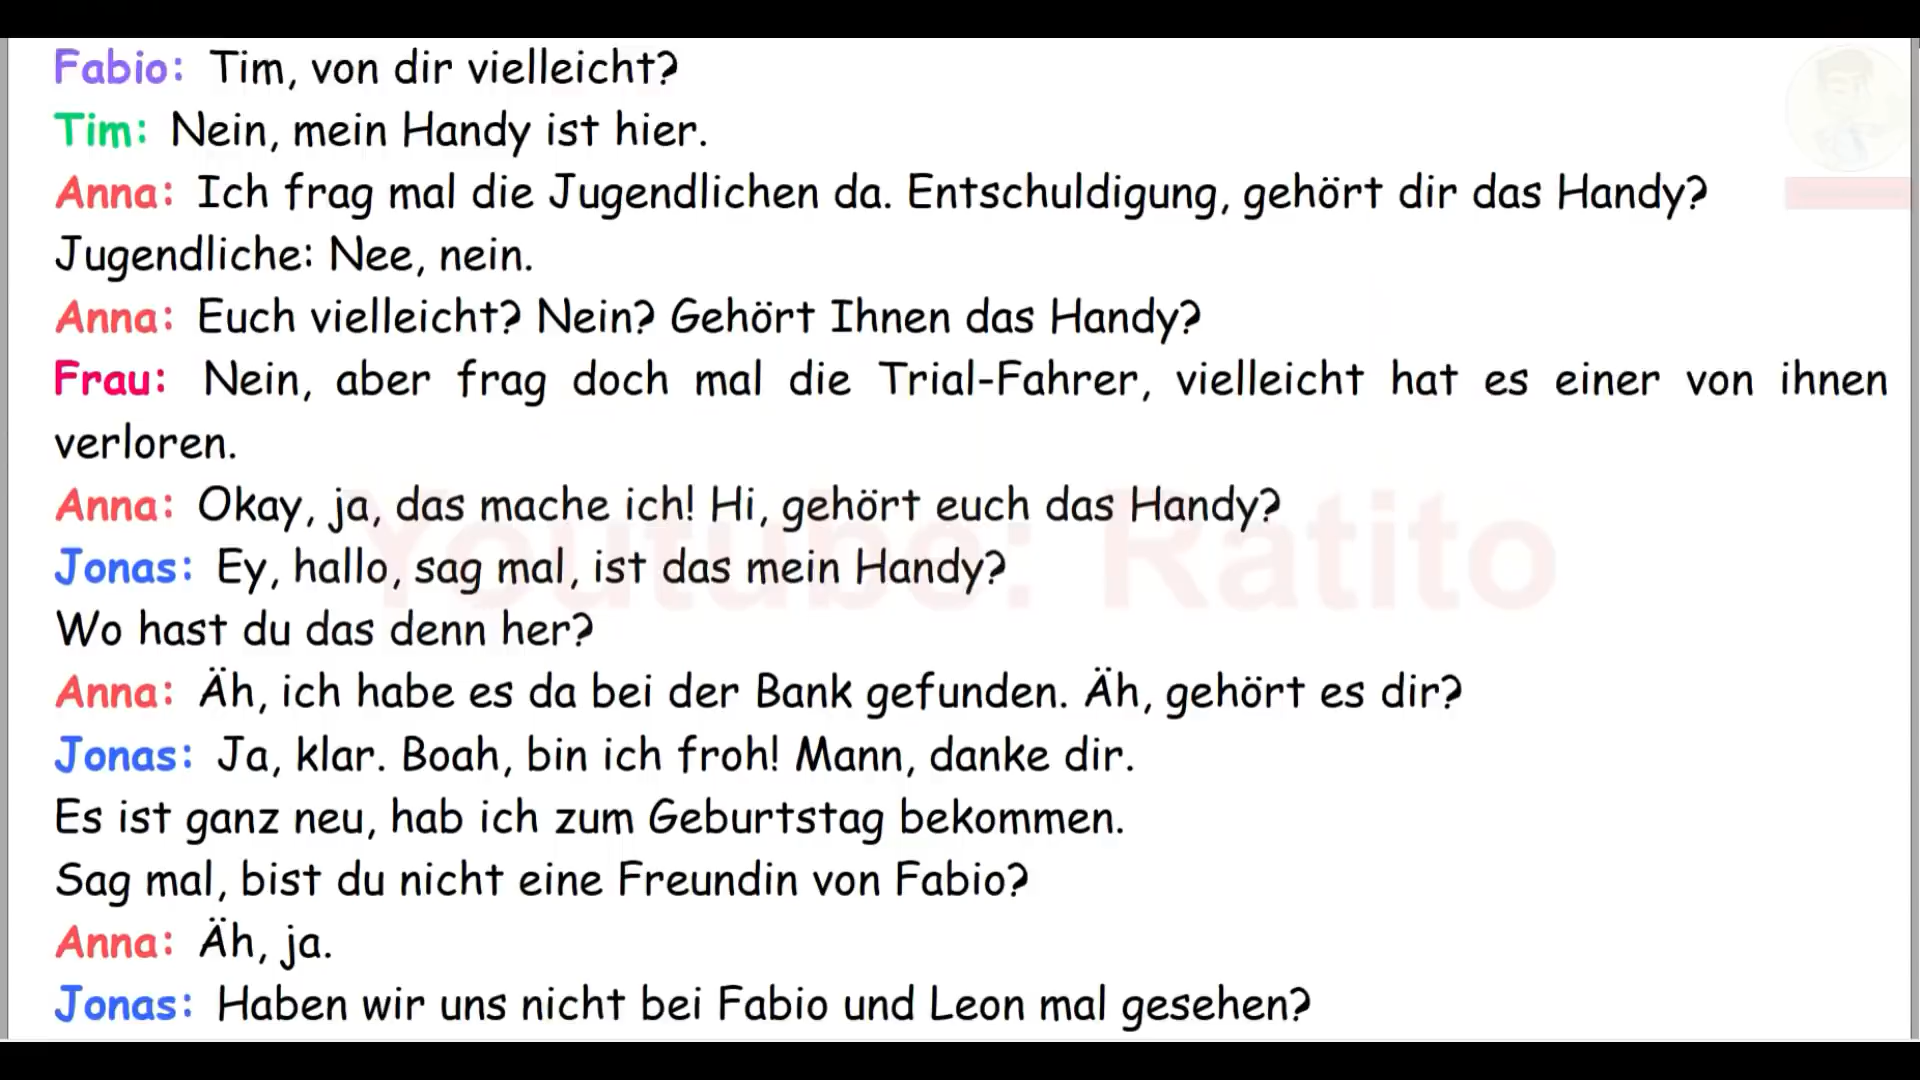 Fabio: Tim, von dir vielleicht?
Tim: Nein, mein Handy ist hier.
Anna: Ich frag mal die Jugendlichen da. Entschuldigung, gehört dir das Handy?
Jugendliche: Nee, nein.
Anna: Euch vielleicht? Nein? Gehört Ihnen das Handy?
Frau: Nein, aber frag doch mal die Trial-Fahrer, vielleicht hat es einer von ihnen
verloren.
Anna: Okay, ja, das mache ich! Hi, gehört euch das Handy?
Youtube: Ratito
Jonas: Ey, hallo, sag mal, ist das mein Handy?
Wo hast du das denn her?
Anna: Äh, ich habe es da bei der Bank gefunden. Äh, gehört es dir?
Jonas: Ja, klar. Boah, bin ich froh! Mann, danke dir.
Es ist ganz neu, hab ich zum Geburtstag bekommen.
Sag mal, bist du nicht eine Freundin von Fabio?
Anna: Äh, ja.
Jonas: Haben wir uns nicht bei Fabio und Leon mal gesehen?